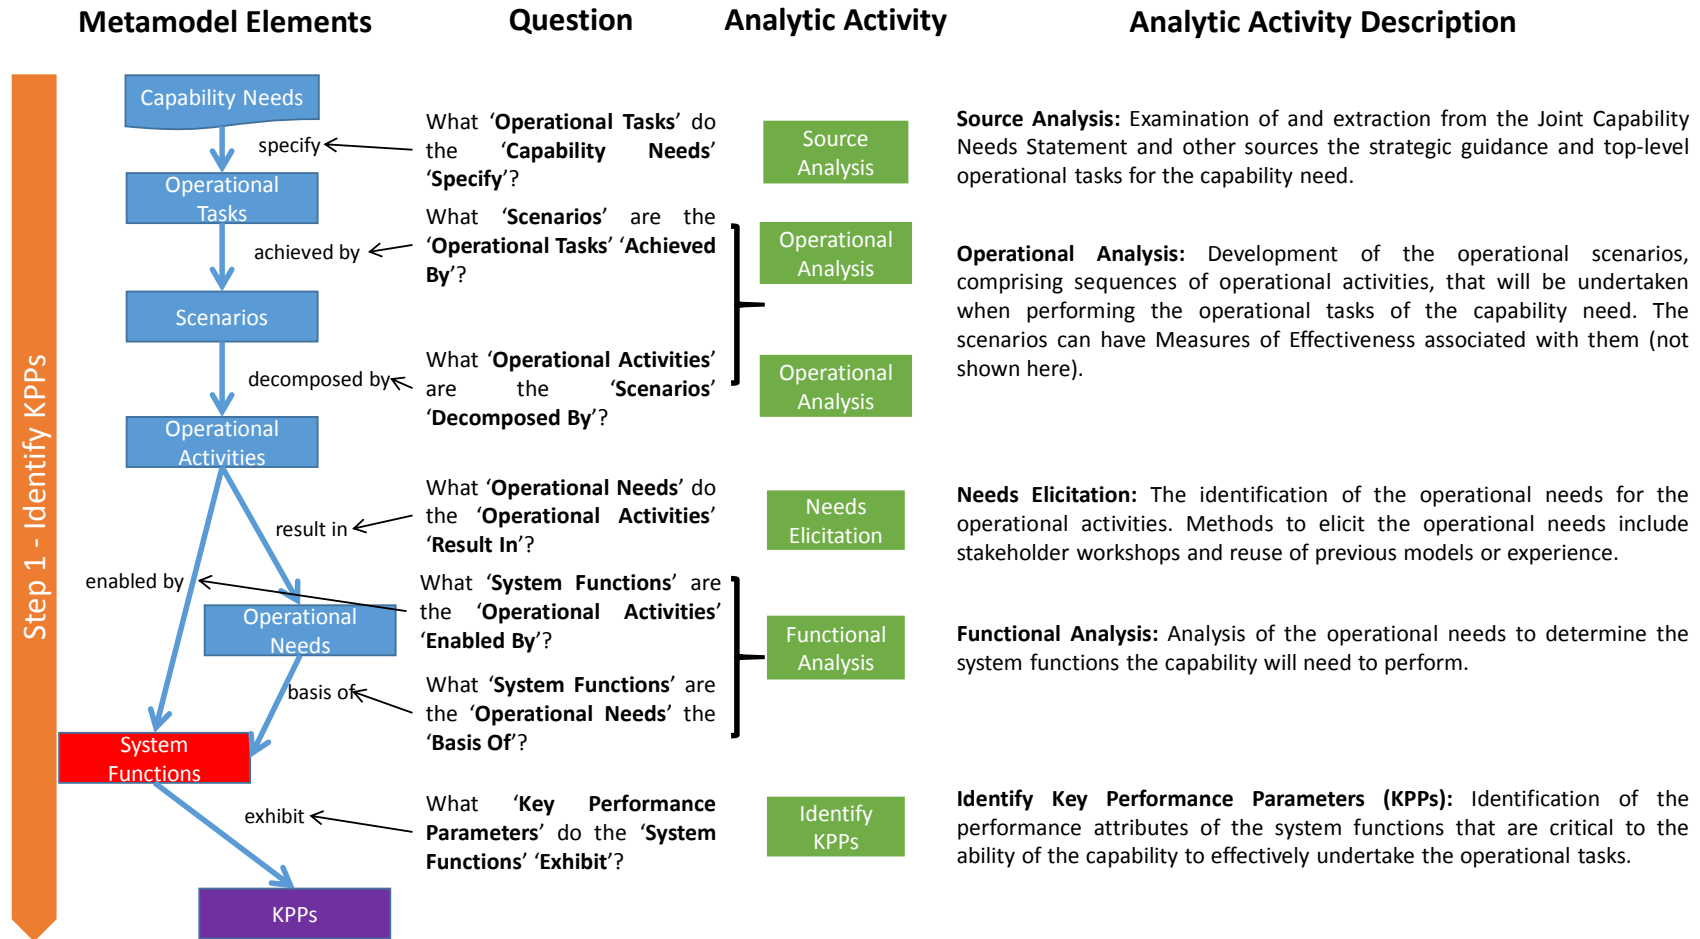 Metamodel Elements
Question
Analytic Activity
Analytic Activity Description
Step 1 - Identify KPPs
Capability Needs
specify
Operational
Tasks
achieved by
Scenarios
decomposed by
Operational
Activities
result in
enabled by
Operational
Needs
basis of
System
Functions
exhibit
KPPs
What ‘Operational Tasks’ do
the ‘Capability Needs’
‘Specify’?
What ‘Scenarios’ are the
‘Operational Tasks’ ‘Achieved
By’?
What ‘Operational Activities’
are the ‘Scenarios’
‘Decomposed By’?
What ‘Operational Needs’ do
the ‘Operational Activities’
‘Result In’?
What ‘System Functions’ are
the ‘Operational Activities’
‘Enabled By’?
What ‘System Functions’ are
the ‘Operational Needs’ the
‘Basis Of’?
What ‘Key Performance
Parameters’ do the ‘System
Functions’ ‘Exhibit’?
Source
Analysis
Operational
Analysis
Operational
Analysis
Needs
Elicitation
Functional
Analysis
Identify
KPPs
Source Analysis: Examination of and extraction from the Joint Capability
Needs Statement and other sources the strategic guidance and top-level
operational tasks for the capability need.
Operational Analysis: Development of the operational scenarios,
comprising sequences of operational activities, that will be undertaken
when performing the operational tasks of the capability need. The
scenarios can have Measures of Effectiveness associated with them (not
shown here).
Needs Elicitation: The identification of the operational needs for the
operational activities. Methods to elicit the operational needs include
stakeholder workshops and reuse of previous models or experience.
Functional Analysis: Analysis of the operational needs to determine the
system functions the capability will need to perform.
Identify Key Performance Parameters (KPPs): Identification of the
performance attributes of the system functions that are critical to the
ability of the capability to effectively undertake the operational tasks.